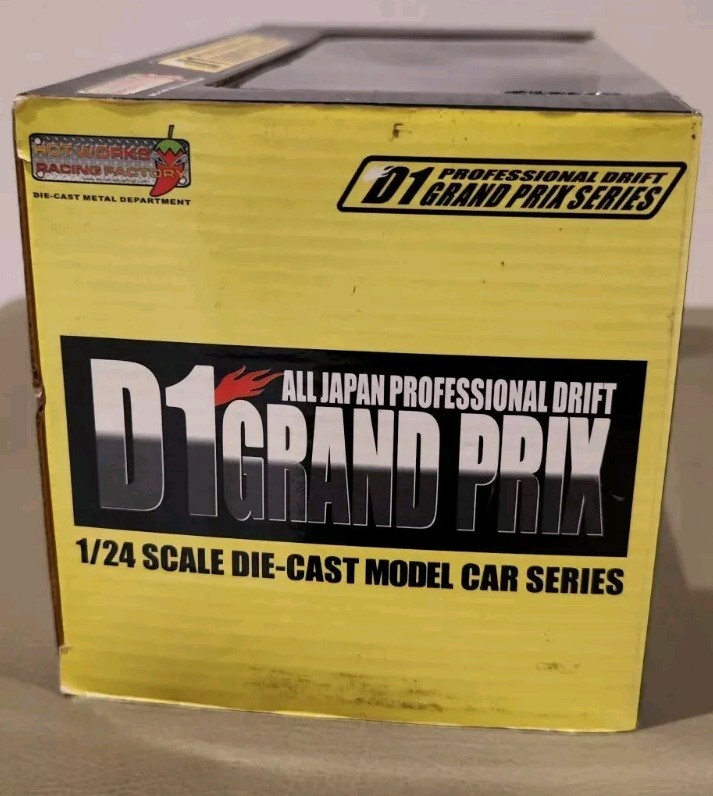 HOT WORKS
RACING FACTORY
DIE-CAST METAL DEPARTMENT
D1 PROFESSIONAL DRIFT
GRAND PRIX SERIES
ALL JAPAN PROFESSIONAL DRIFT
D1 GRAND PRIX
1/24 SCALE DIE-CAST MODEL CAR SERIES